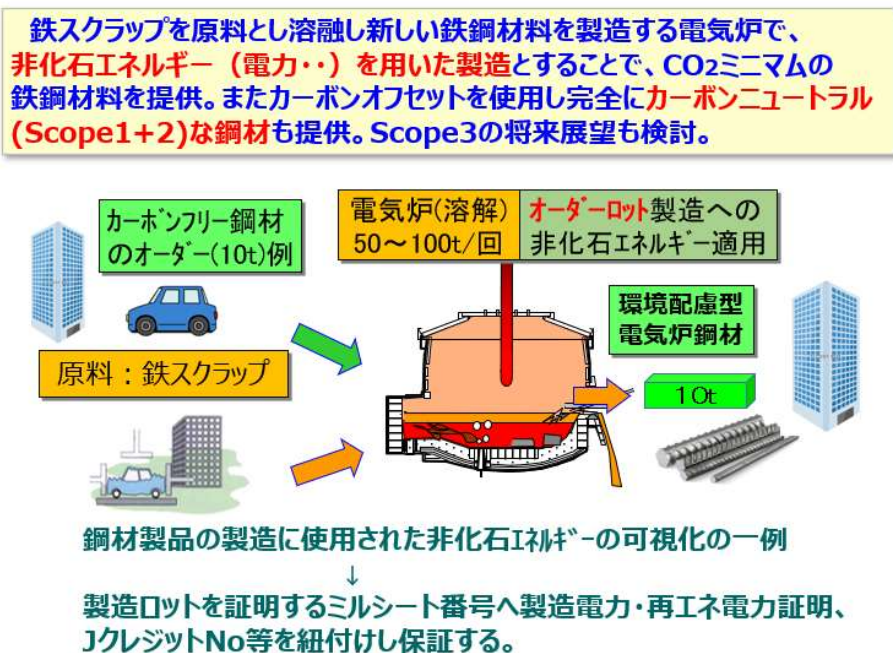 鉄スクラップを原料とし溶融し新しい鉄鋼材料を製造する電気炉で、
非化石エネルギー（電力・・）を用いた製造とすることで、CO2ミニマムの
鉄鋼材料を提供。またカーボンオフセットを使用し完全にカーボンニュートラル
(Scope1+2)な鋼材も提供。Scope3の将来展望も検討。
カーボンフリー鋼材
のオーダー(10t)例
電気炉(溶解)
50～100t/回
オーダーロット製造への
非化石エネルギー適用
環境配慮型
電気炉鋼材
原料：鉄スクラップ
10t
鋼材製品の製造に使用された非化石ｴﾈﾙｷﾞｰの可視化の一例
↓
製造ロットを証明するミルシート番号へ製造電力・再エネ電力証明、
JクレジットNo等を紐付けし保証する。